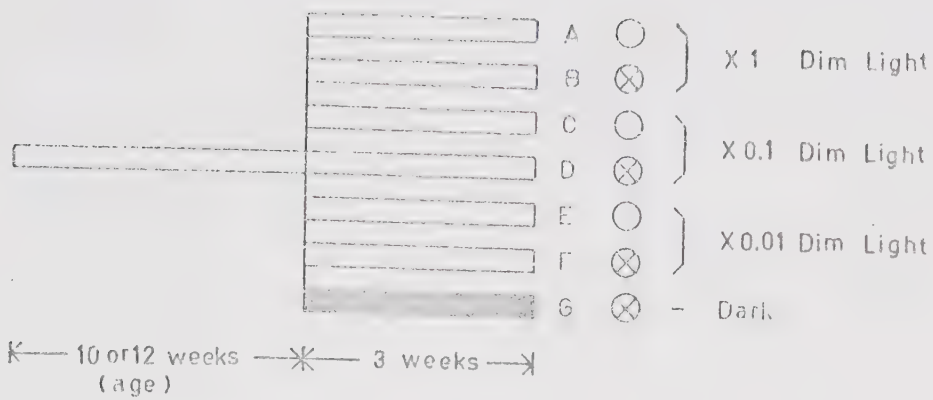 A
B
X 1 Dim Light
C
D
X 0.1 Dim Light
E
F
X 0.01 Dim Light
G - Dark
10 or 12 weeks
(age)
3 weeks